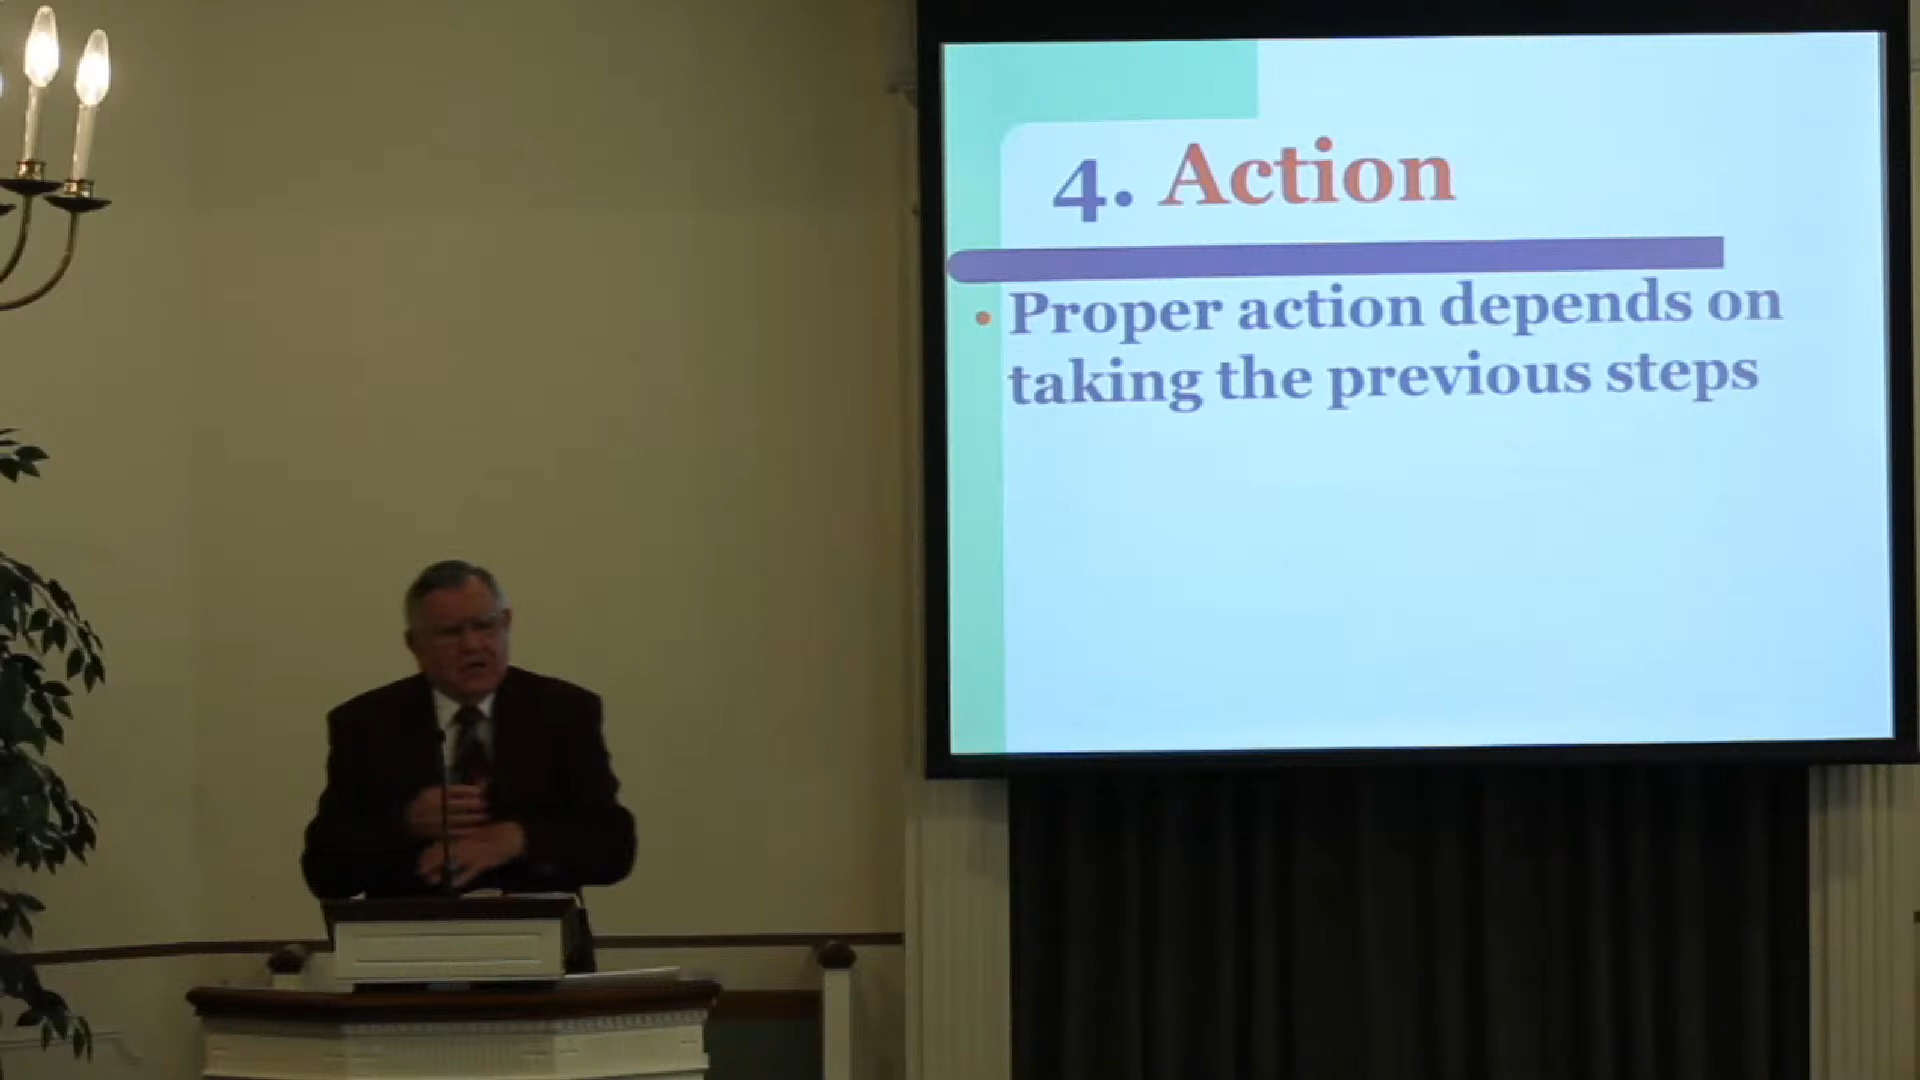 4. Action
• Proper action depends on
taking the previous steps